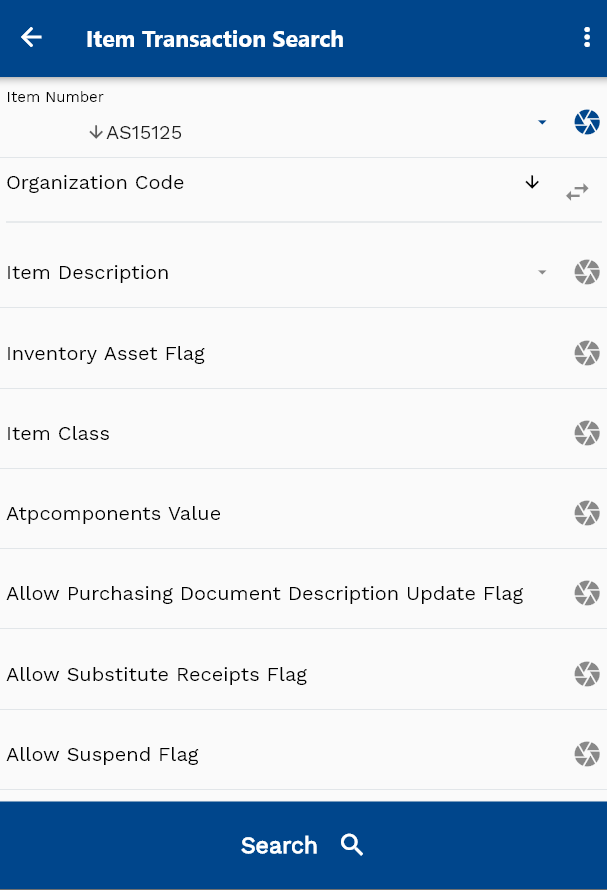 Item Transaction Search
Item Number
AS15125
Organization Code
Item Description
Inventory Asset Flag
Item Class
Atpcomponents Value
Allow Purchasing Document Description Update Flag
Allow Substitute Receipts Flag
Allow Suspend Flag
Search